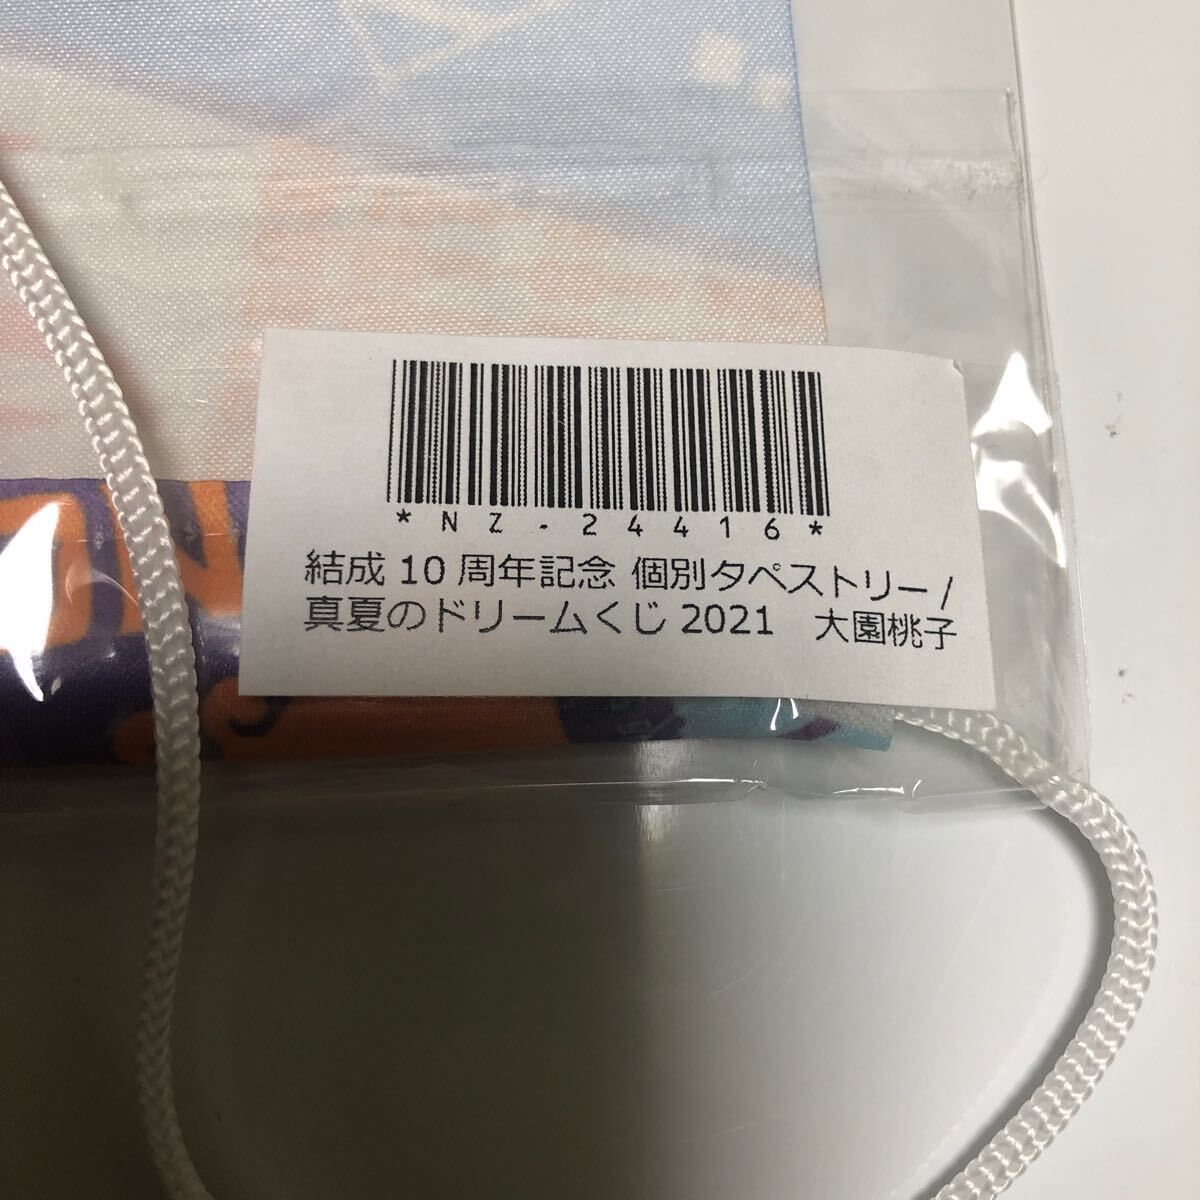 *NZ-24416*
結成 10 周年記念 個別タペストリー/
真夏のドリームくじ 2021　大園桃子